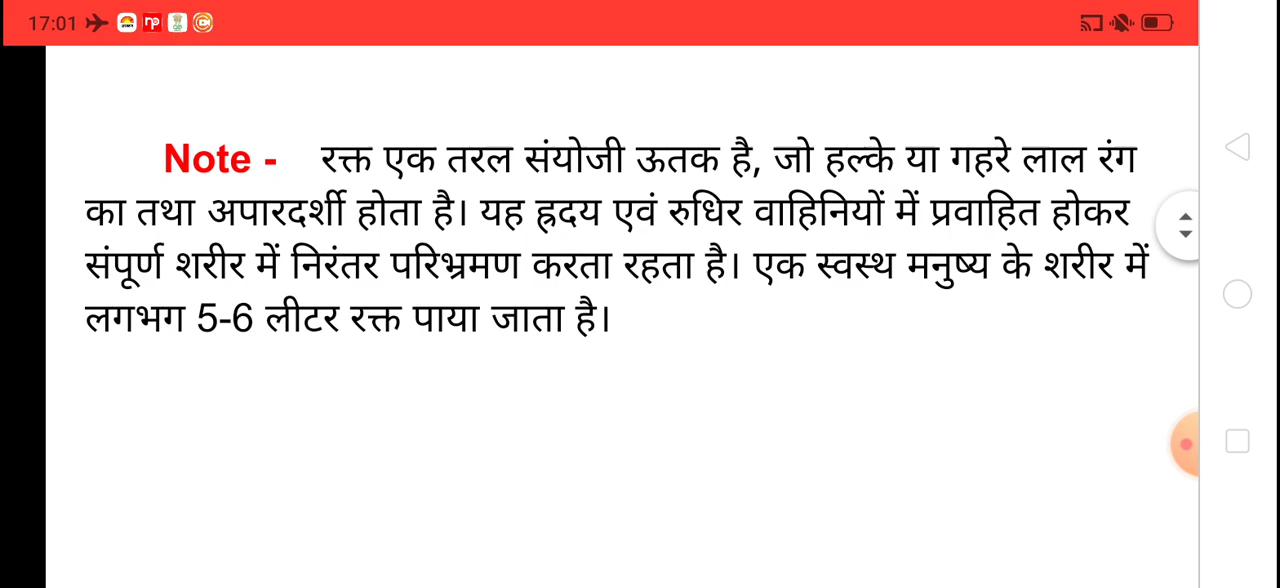 17:01
Note - रक्त एक तरल संयोजी ऊतक है, जो हल्के या गहरे लाल रंग
का तथा अपारदर्शी होता है। यह ह्रदय एवं रुधिर वाहिनियों में प्रवाहित होकर
संपूर्ण शरीर में निरंतर परिभ्रमण करता रहता है। एक स्वस्थ मनुष्य के शरीर में
लगभग 5-6 लीटर रक्त पाया जाता है।